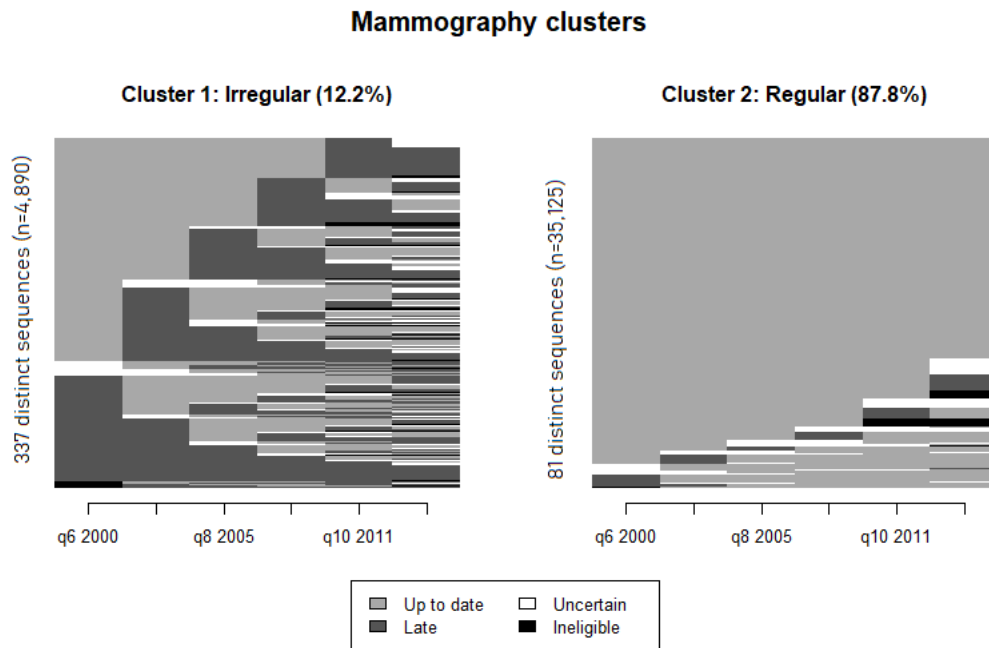 Mammography clusters
Cluster 1: Irregular (12.2%)
337 distinct sequences (n=4,890)
q6 2000
q8 2005
q10 2011
Cluster 2: Regular (87.8%)
81 distinct sequences (n=35,125)
q6 2000
q8 2005
q10 2011
Up to date
Uncertain
Late
Ineligible